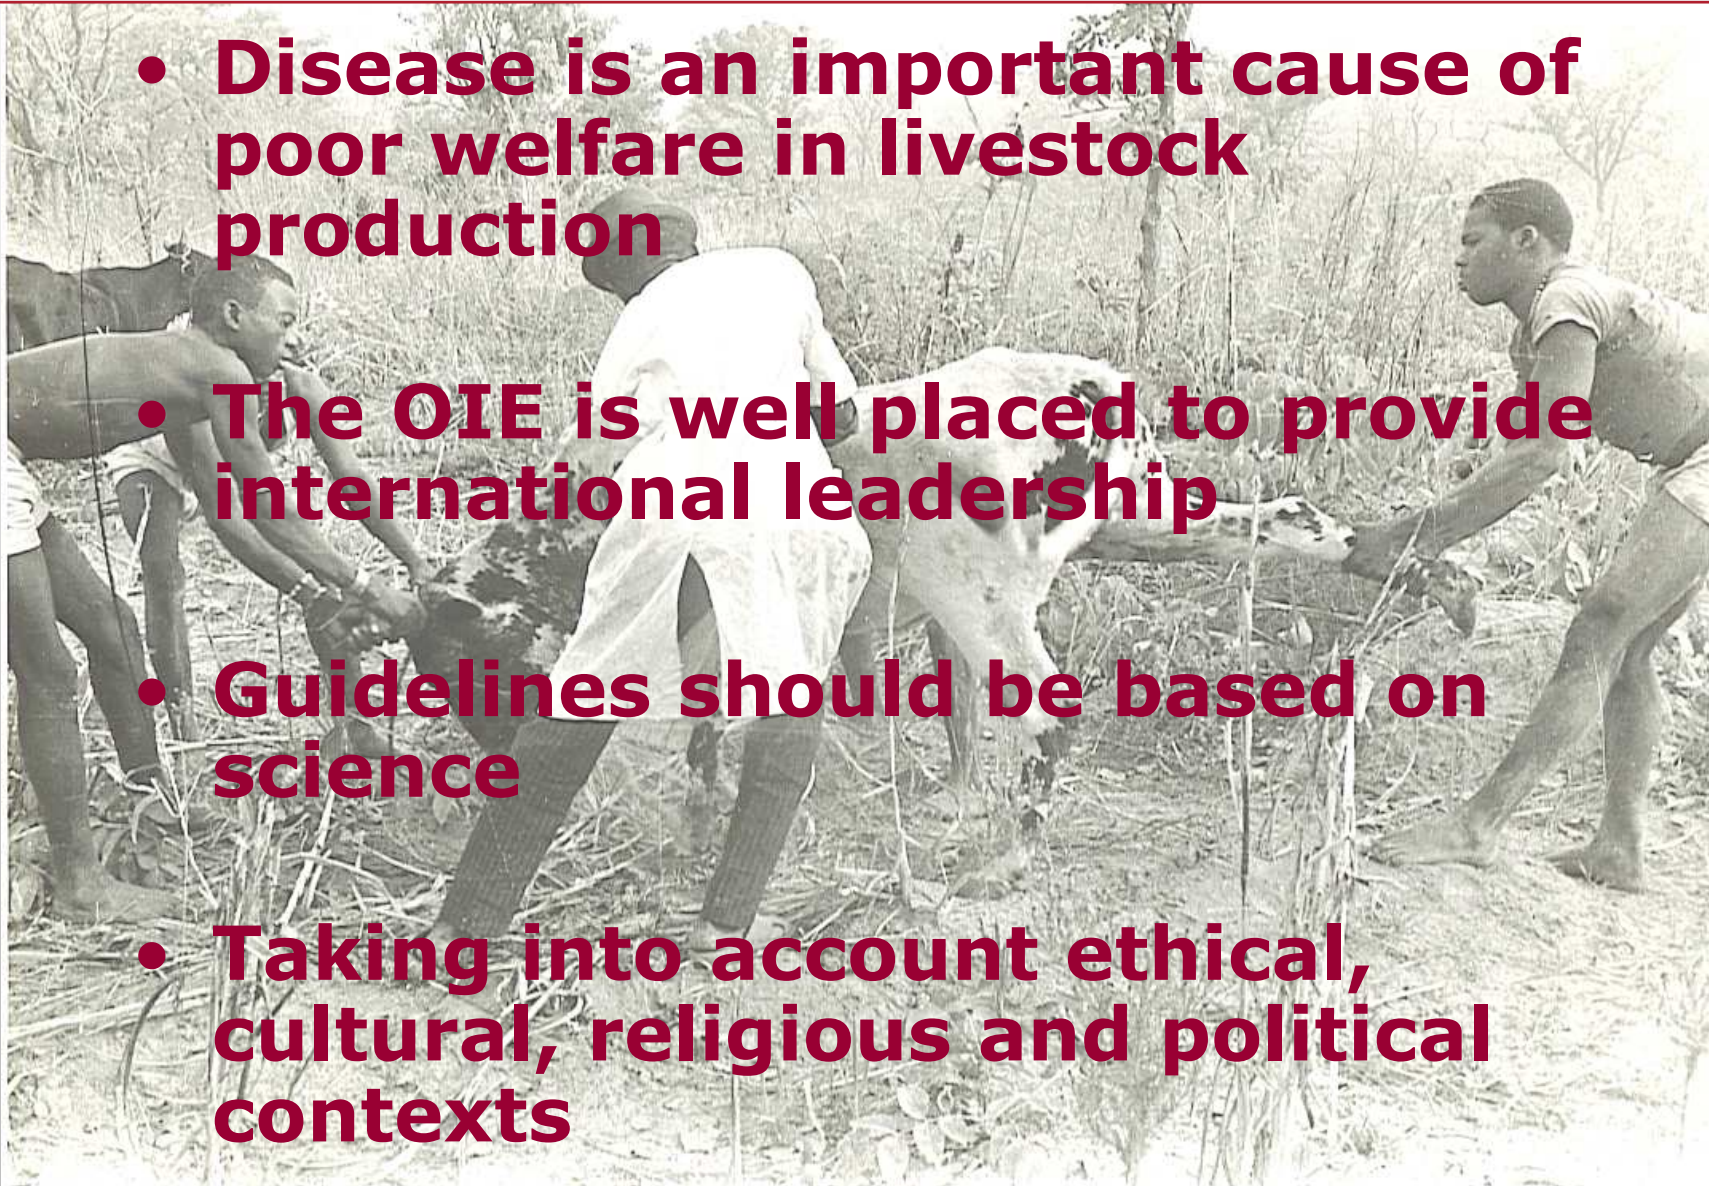 • Disease is an important cause of
poor welfare in livestock
production
• The OIE is well placed to provide
international leadership
• Guidelines should be based on
science
• Taking into account ethical,
cultural, religious and political
contexts